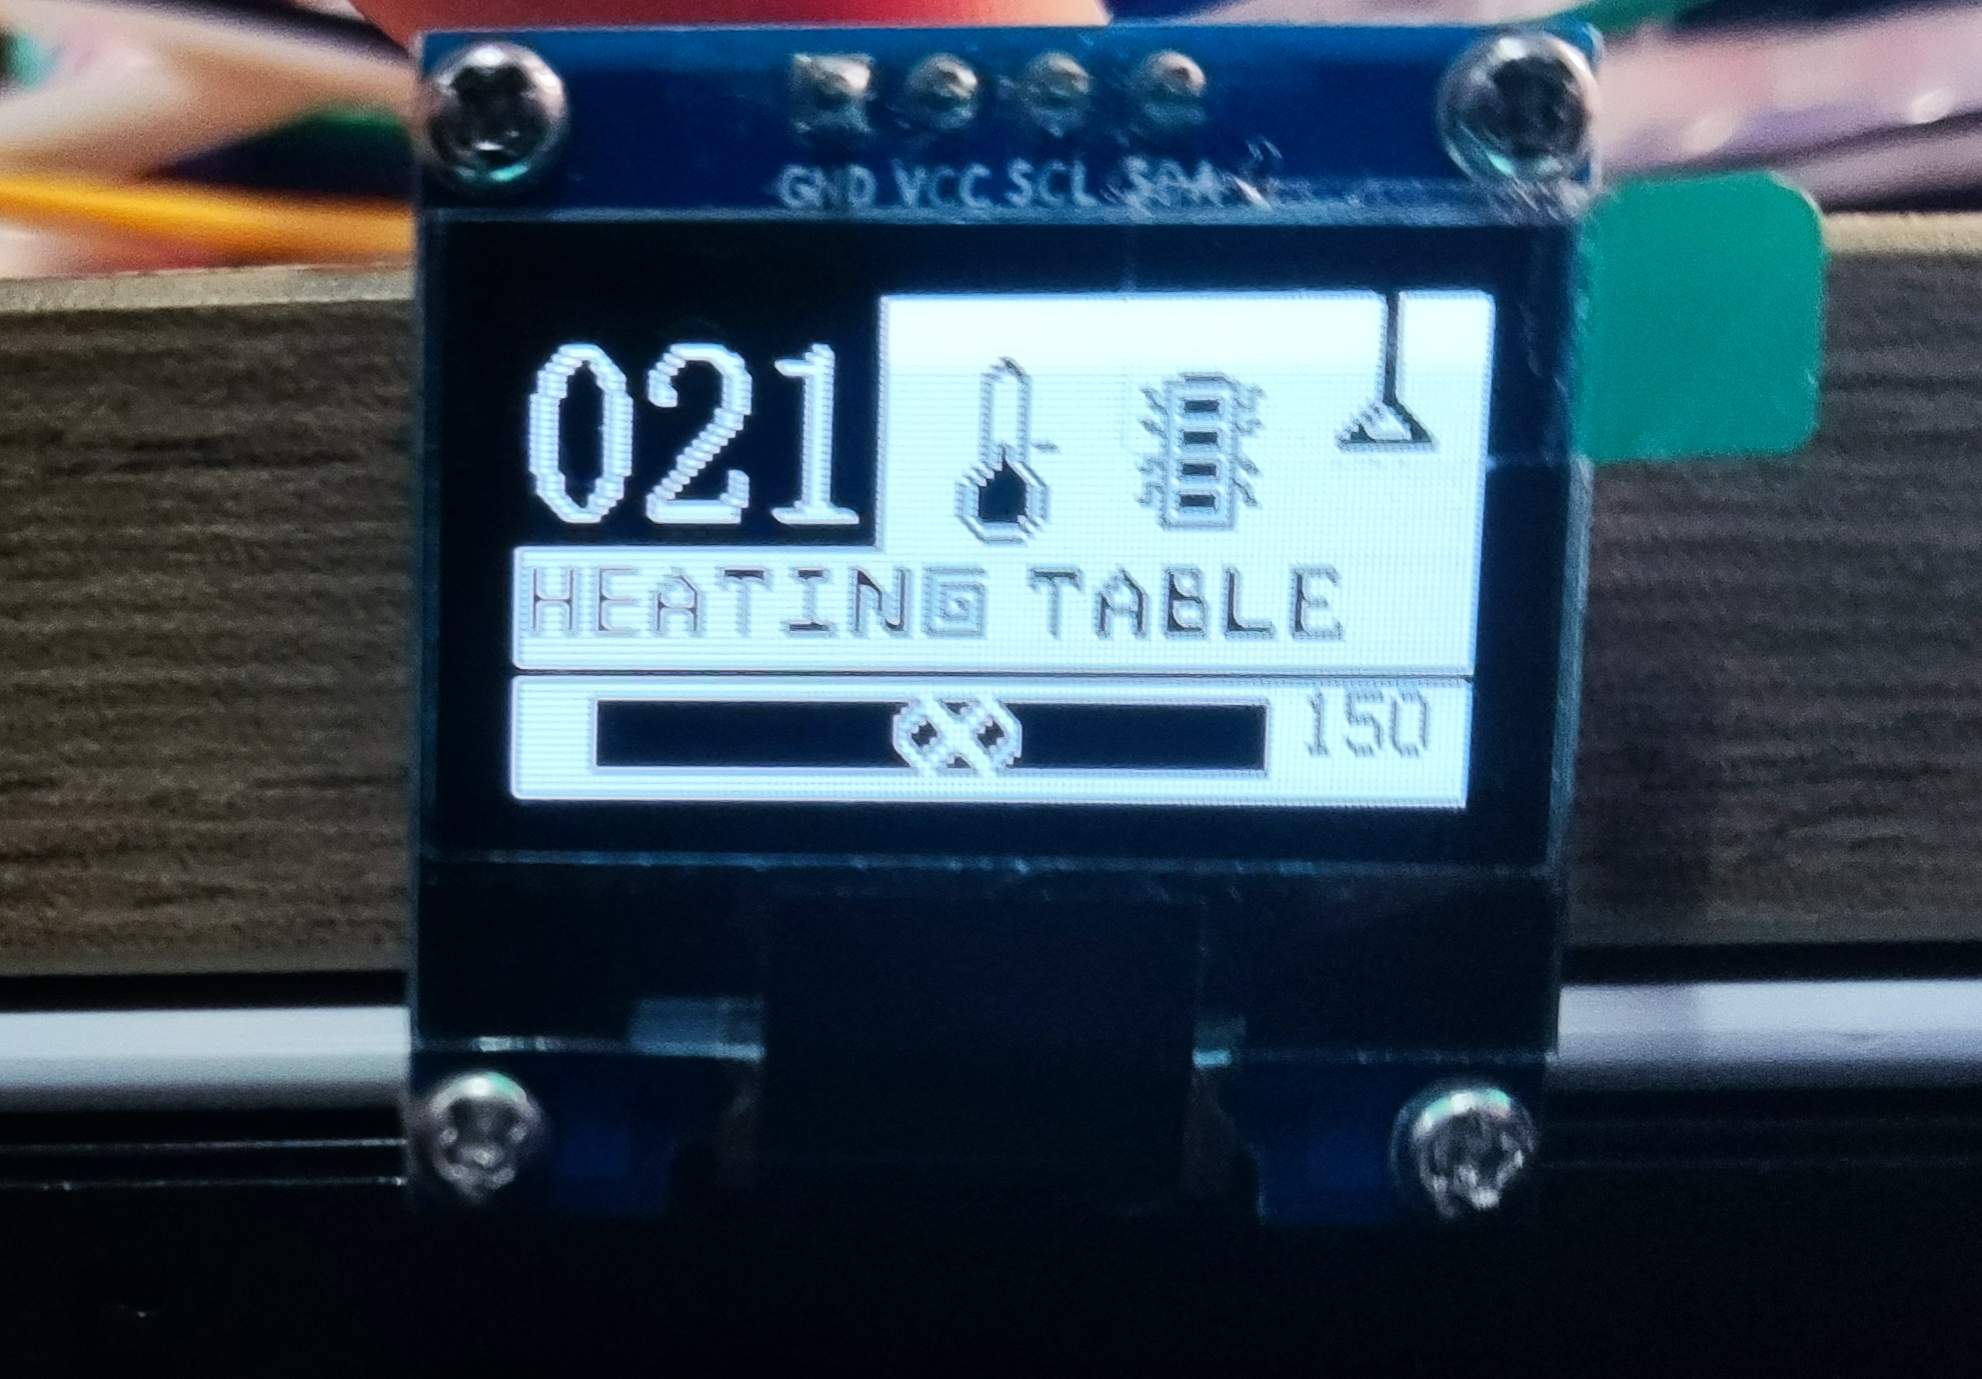 GND VCC SCL SDA
021
HEATING TABLE
150